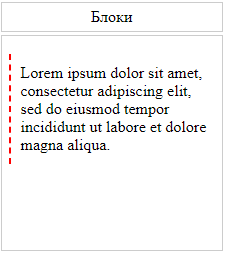 Блоки
Lorem ipsum dolor sit amet,
consectetur adipiscing elit,
sed do eiusmod tempor
incididunt ut labore et dolore
magna aliqua.